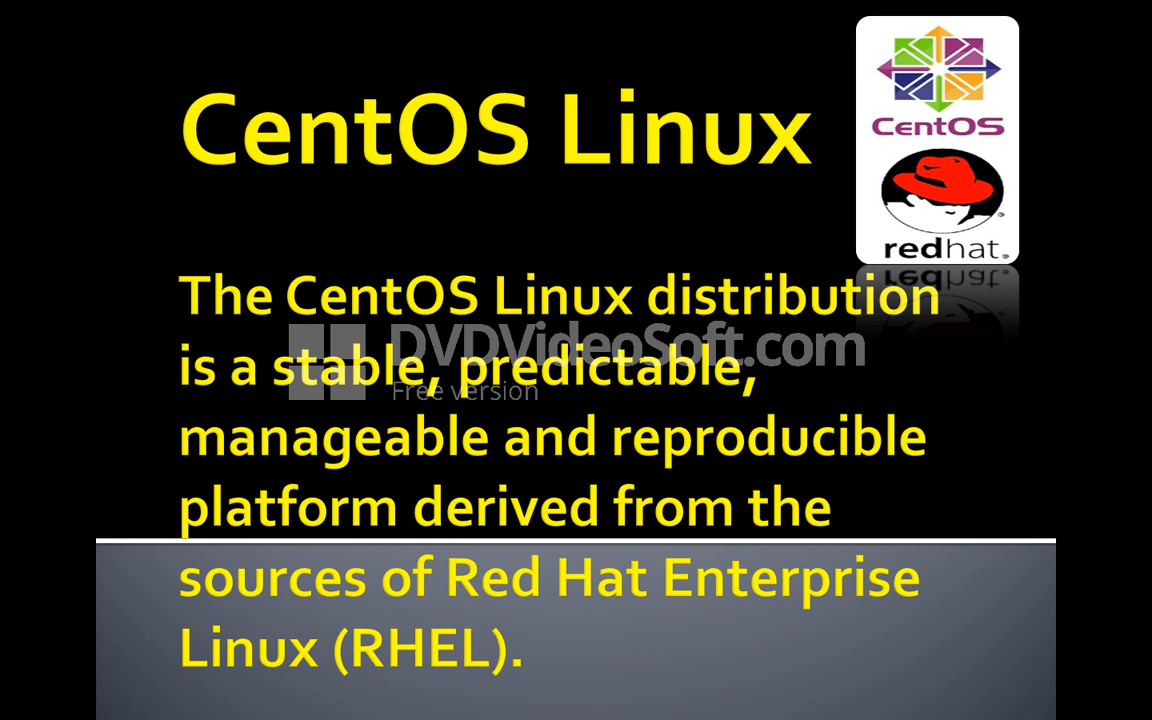 CentOS Linux
CentOS
redhat
The CentOS Linux distribution
is a stable, predictable,
DVDVideoSoft.com
Free version
manageable and reproducible
platform derived from the
sources of Red Hat Enterprise
Linux (RHEL).